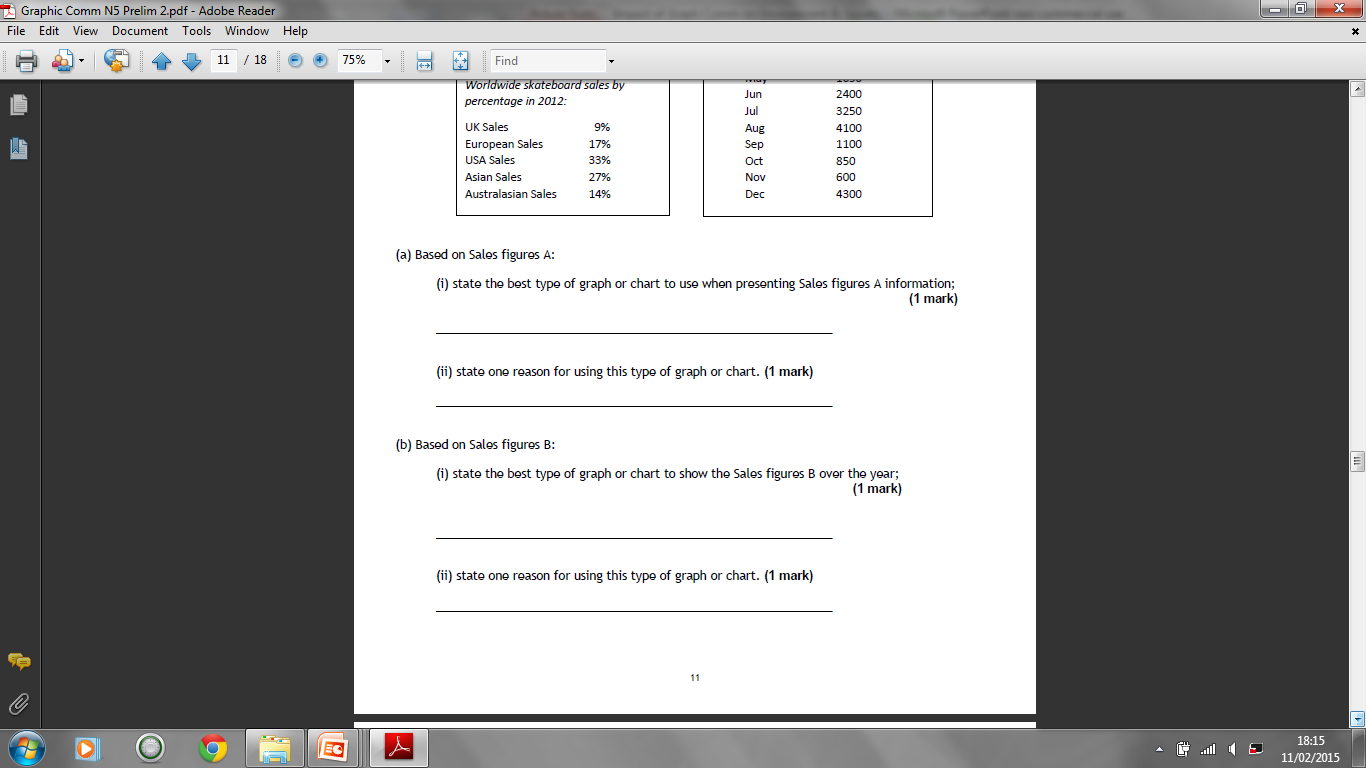 Graphic Comm N5 Prelim 2.pdf - Adobe Reader
File Edit View Document Tools Window Help
11 / 18 75% Find
Worldwide skateboard sales by
percentage in 2012:
UK Sales 9%
European Sales 17%
USA Sales 33%
Asian Sales 27%
Australasian Sales 14%
Jun 2400
Jul 3250
Aug 4100
Sep 1100
Oct 850
Nov 600
Dec 4300
(a) Based on Sales figures A:
(i) state the best type of graph or chart to use when presenting Sales figures A information;
(1 mark)
(ii) state one reason for using this type of graph or chart. (1 mark)
(b) Based on Sales figures B:
(i) state the best type of graph or chart to show the Sales figures B over the year;
(1 mark)
(ii) state one reason for using this type of graph or chart. (1 mark)
11
18:15
11/02/2015